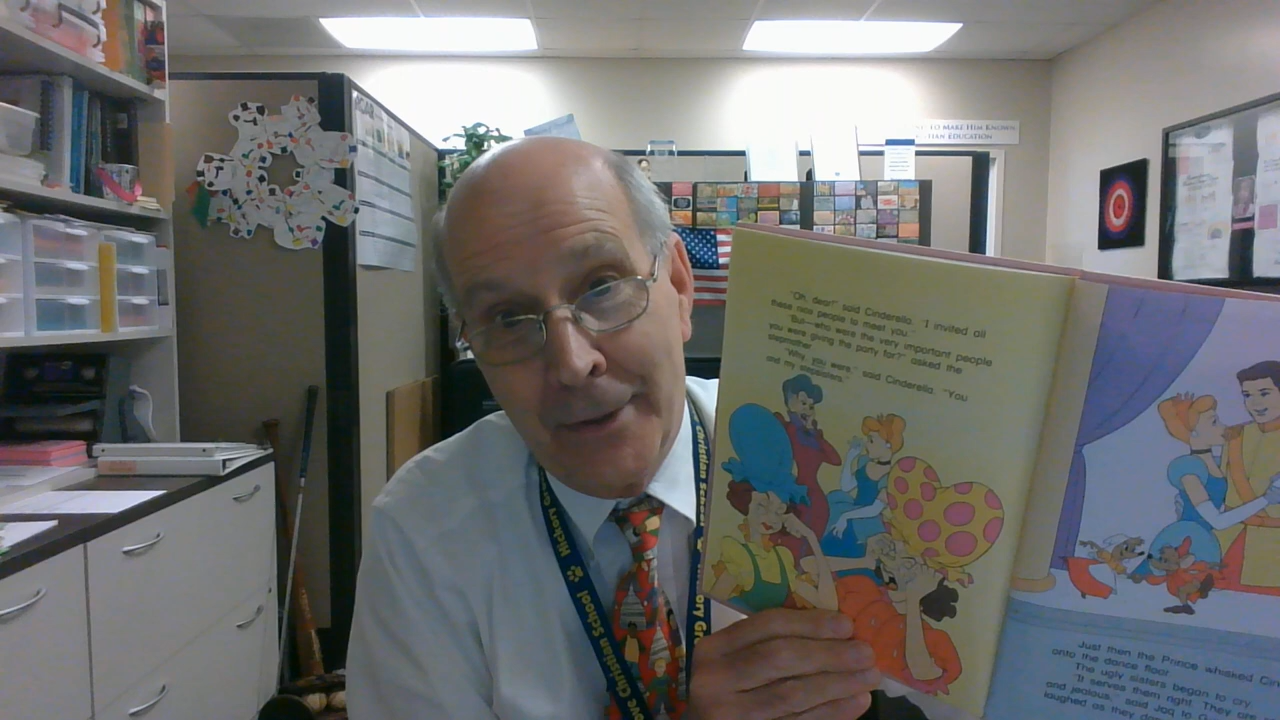 TO MAKE HIM KNOWN
CHRISTIAN EDUCATION
"Oh, dear!" said Cinderella. "I invited all
these nice people to meet you."
"But—who were the very important people
you were giving the party for?" asked the
stepmother.
"Why, you were," said Cinderella. "You
and my stepsisters."
Just then the Prince whisked
onto the dance floor.
The ugly sisters began to cry
"It serves them right. They are
and jealous," said Jaq to
laughed as they
Hickory
Christian School
Christian School